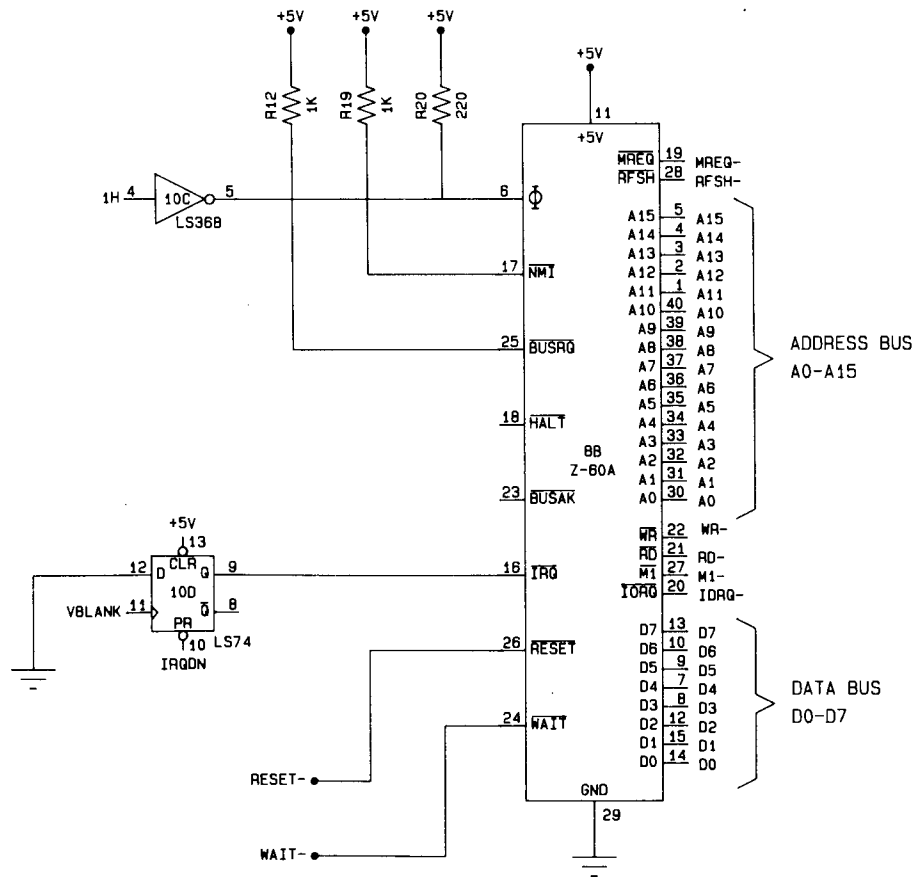 +5V +5V +5V
+5V
R12 1K R19 1K R20 220
11
+5V
1H 4 10C 5
LS368
6 Φ
17 NMI
25 BUSRQ
18 HALT
23 BUSAK
8B
Z-80A
+5V
13
12 D CLR Q 9
10D
VBLANK 11 Q 8
PR LS74
10
IRQDN
16 IRQ
26 RESET
24 WAIT
RESET-
WAIT-
GND
29
MREQ 19 MREQ-
RFSH 28 RFSH-
A15 5 A15
A14 4 A14
A13 3 A13
A12 2 A12
A11 1 A11
A10 40 A10
A9 39 A9
A8 38 A8
A7 37 A7
A6 36 A6
A5 35 A5
A4 34 A4
A3 33 A3
A2 32 A2
A1 31 A1
A0 30 A0
ADDRESS BUS
A0-A15
WR 22 WR-
RD 21 RD-
M1 27 M1-
IORQ 20 IORQ-
D7 13 D7
D6 10 D6
D5 9 D5
D4 7 D4
D3 8 D3
D2 12 D2
D1 15 D1
D0 14 D0
DATA BUS
D0-D7